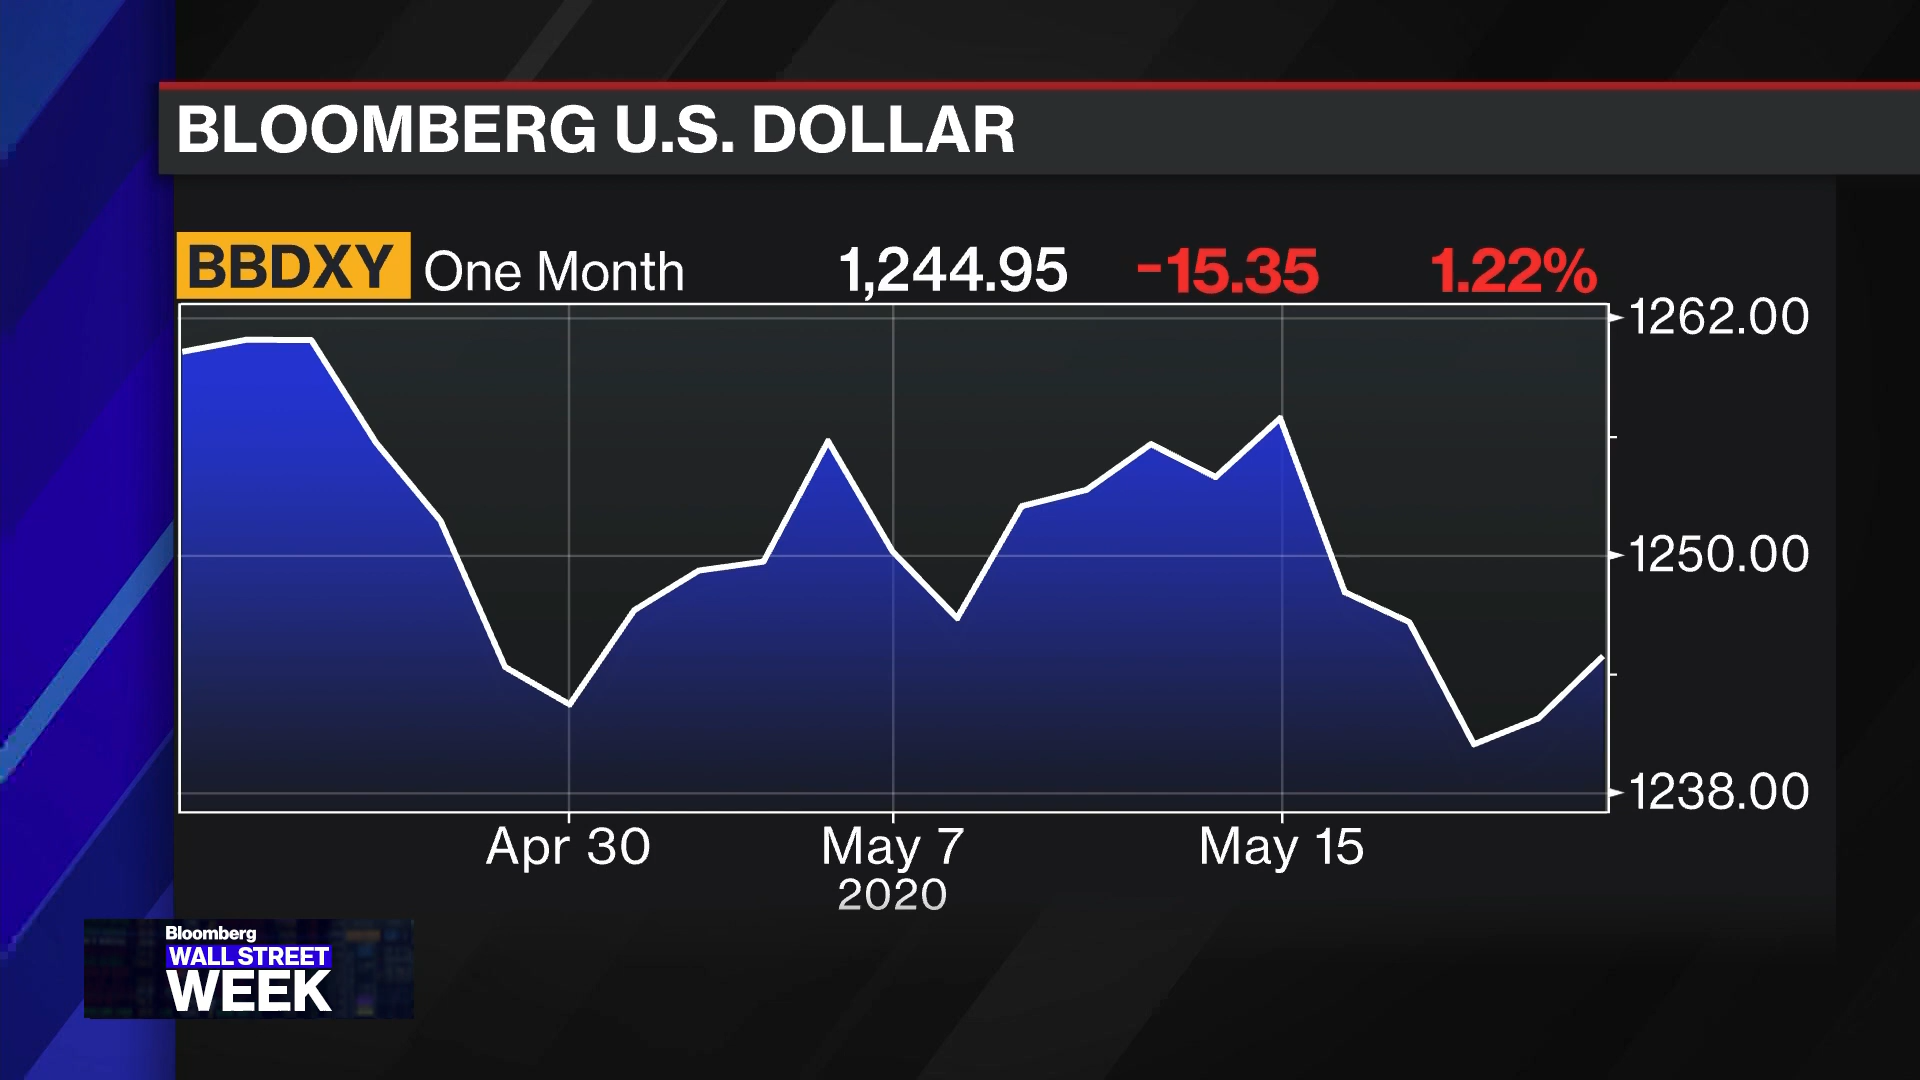 BLOOMBERG U.S. DOLLAR
BBDXY One Month 1,244.95 -15.35 1.22%
1262.00
1250.00
1238.00
Apr 30 May 7 May 15
2020
Bloomberg
WALL STREET
WEEK